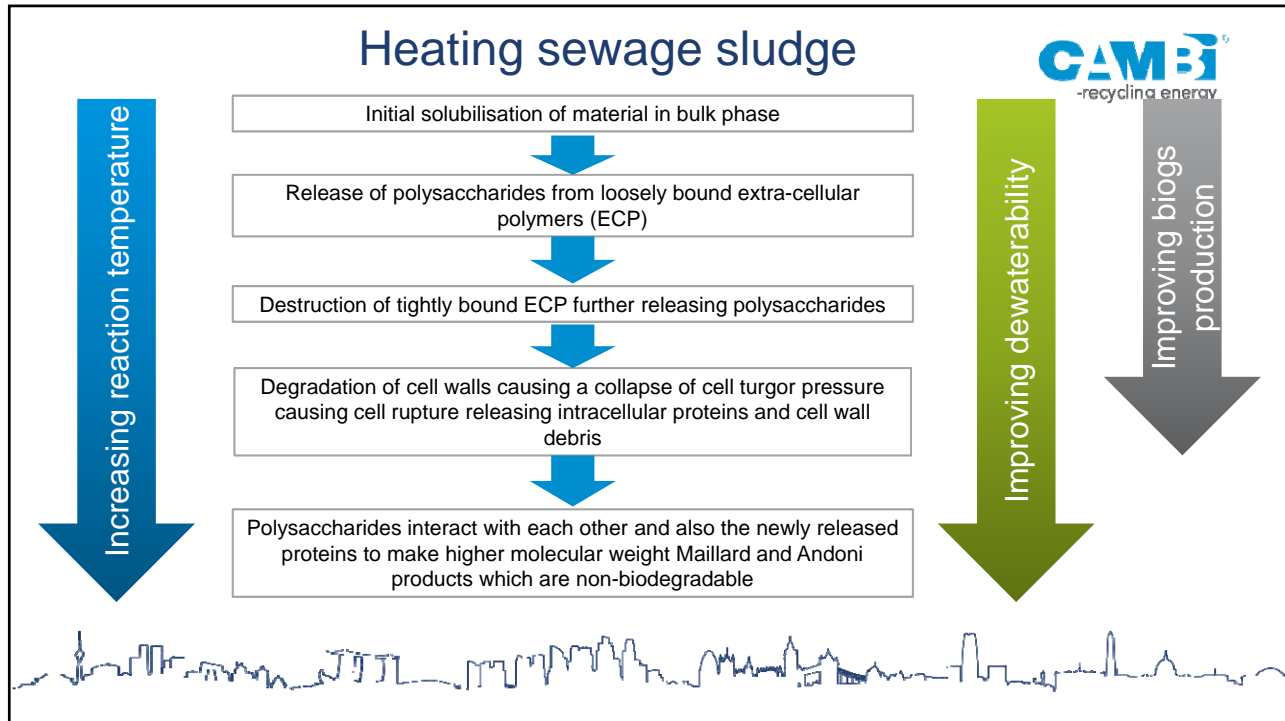 Heating sewage sludge
CAMBi
-recycling energy
Increasing reaction temperature
Initial solubilisation of material in bulk phase
Release of polysaccharides from loosely bound extra-cellular
polymers (ECP)
Destruction of tightly bound ECP further releasing polysaccharides
Degradation of cell walls causing a collapse of cell turgor pressure
causing cell rupture releasing intracellular proteins and cell wall
debris
Polysaccharides interact with each other and also the newly released
proteins to make higher molecular weight Maillard and Andoni
products which are non-biodegradable
Improving dewaterability
Improving biogs
production